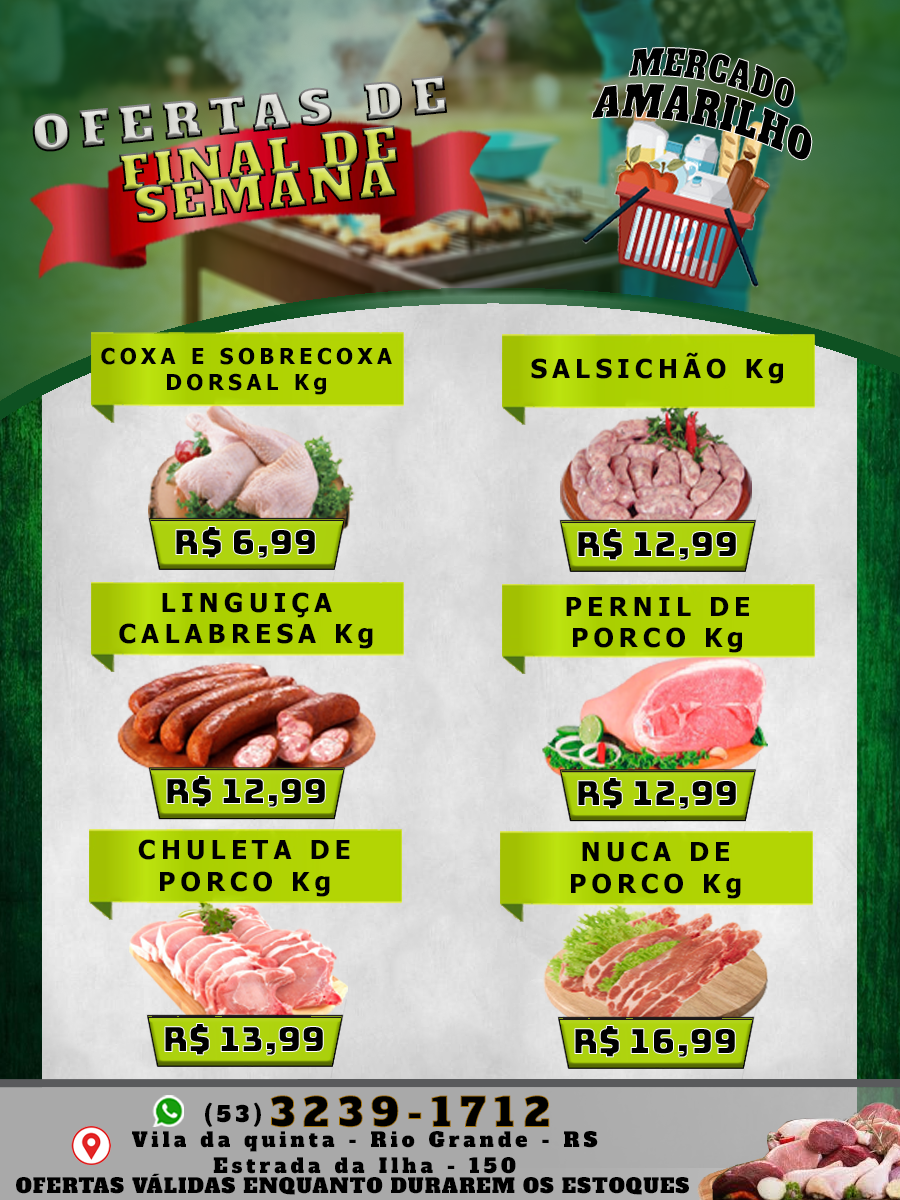 OFERTAS DE
FINAL DE
SEMANA
MERCADO
AMARILHO
COXA E SOBRECOXA
DORSAL Kg
R$ 6,99
SALSICHÃO Kg
R$ 12,99
LINGUIÇA
CALABRESA Kg
R$ 12,99
PERNIL DE
PORCO Kg
R$ 12,99
CHULETA DE
PORCO Kg
R$ 13,99
NUCA DE
PORCO Kg
R$ 16,99
(53) 3239-1712
Vila da quinta - Rio Grande - RS
Estrada da Ilha - 150
OFERTAS VÁLIDAS ENQUANTO DURAREM OS ESTOQUES